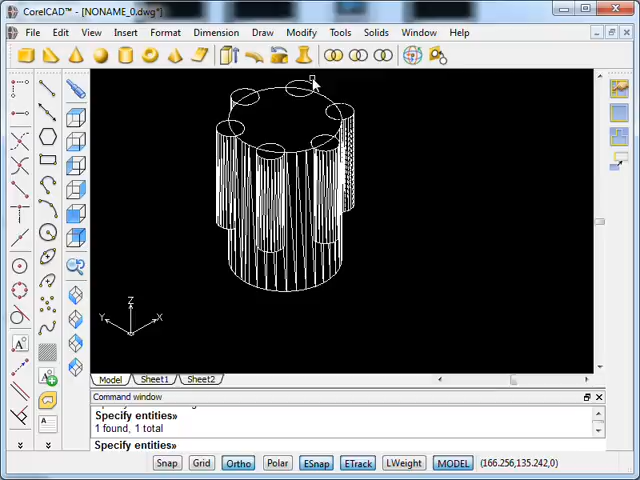 CorelCAD - [NONAME_0.dwg*]
File Edit View Insert Format Dimension Draw Modify Tools Solids Window Help
Z
Y X
Model Sheet1 Sheet2
Command window
Specify entities»
1 found, 1 total
Specify entities»
Snap Grid Ortho Polar ESnap ETrack LWeight MODEL (166.256,135.242,0)